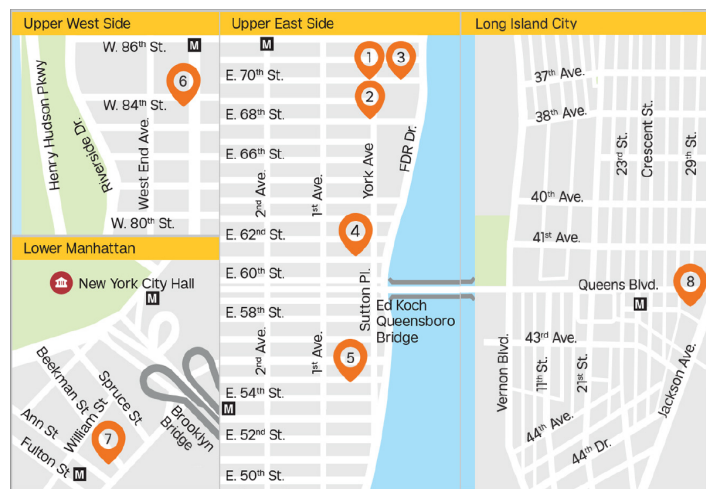 Upper West Side
W. 86th St.
M
6
W. 84th St.
Henry Hudson Pkwy
Riverside Dr.
West End Ave.
W. 80th St.
Lower Manhattan
New York City Hall
M
Beekman St
Spruce St
William St
Ann St
Fulton St
7
M
Brooklyn
Bridge
Upper East Side
M
1
3
E. 70th St.
2
E. 68th St.
E. 66th St.
York Ave
FDR Dr.
2nd Ave.
1st Ave.
4
E. 62nd St.
E. 60th St.
Sutton Pl.
E. 58th St.
Ed Koch
Queensboro
Bridge
2nd Ave.
1st Ave.
5
E. 54th St.
M
E. 52nd St.
E. 50th St.
Long Island City
37th Ave.
38th Ave.
23rd St.
Crescent St.
29th St.
40th Ave.
41st Ave.
Queens Blvd.
8
M
Vernon Blvd.
43rd Ave.
11th St.
21st St.
Jackson Ave.
44th Ave.
44th Dr.